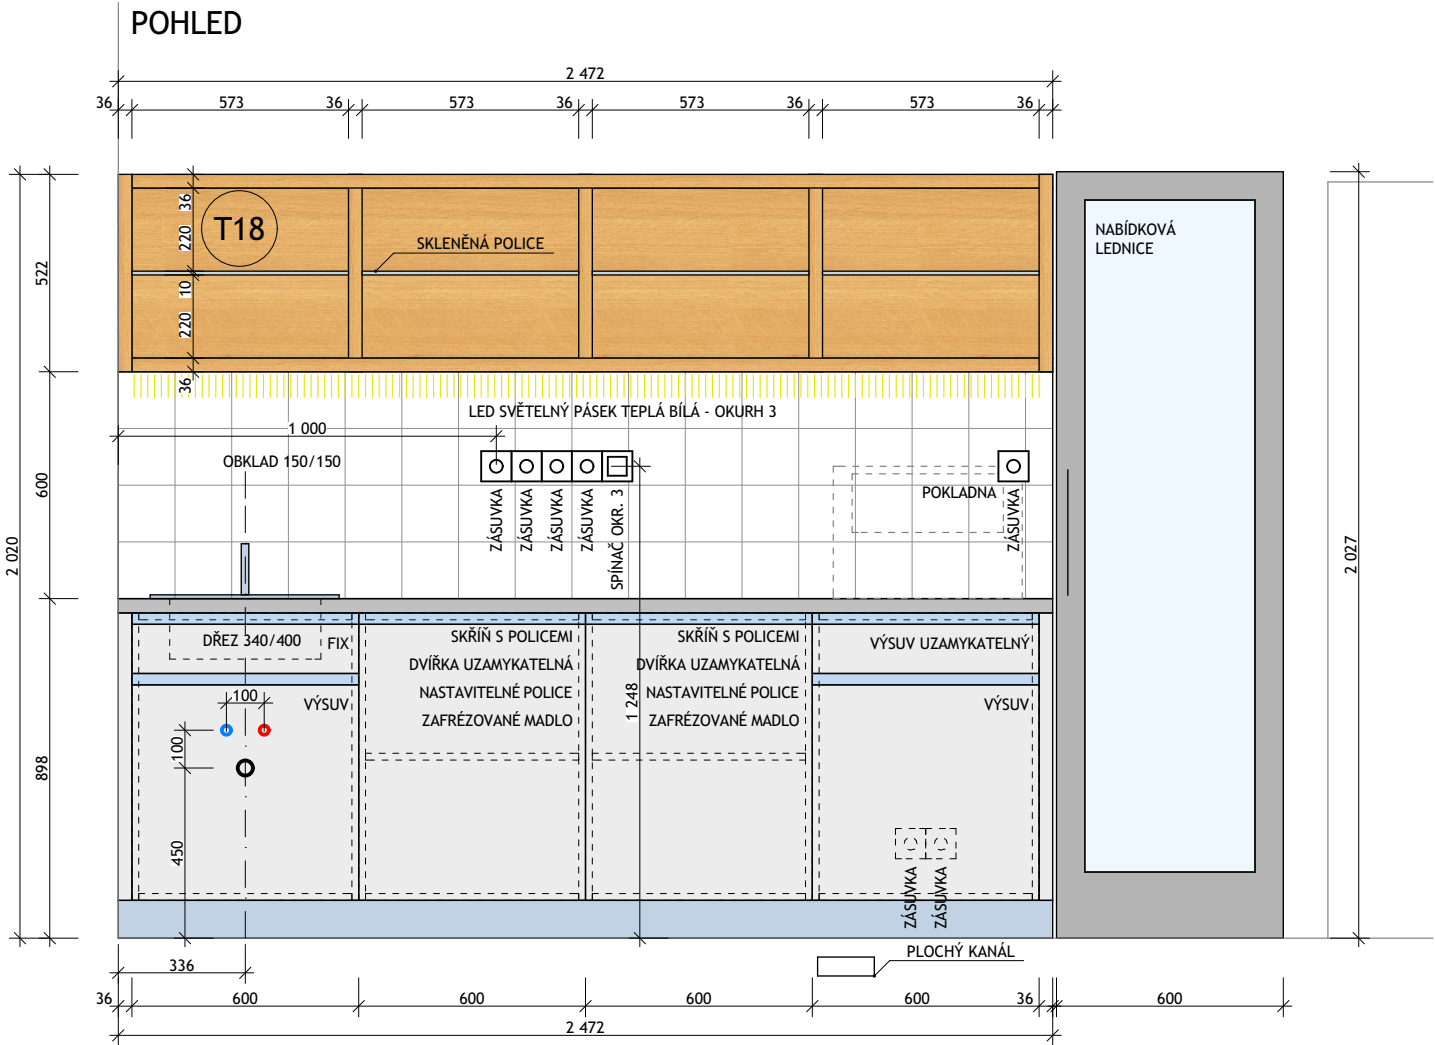 POHLED
2 472
36 573 36 573 36 573 36 573 36
T18
SKLENĚNÁ POLICE
NABÍDKOVÁ
LEDNICE
36
220
10
220
36
522
600
898
2 020
2 027
LED SVĚTELNÝ PÁSEK TEPLÁ BÍLÁ - OKURH 3
1 000
OBKLAD 150/150
ZÁSUVKA
ZÁSUVKA
ZÁSUVKA
ZÁSUVKA
SPÍNAČ OKR. 3
POKLADNA
ZÁSUVKA
DŘEZ 340/400
FIX
VÝSUV
100
100
450
SKŘÍŇ S POLICEMI
DVÍŘKA UZAMYKATELNÁ
NASTAVITELNÉ POLICE
ZAFRÉZOVANÉ MADLO
1 248
SKŘÍŇ S POLICEMI
DVÍŘKA UZAMYKATELNÁ
NASTAVITELNÉ POLICE
ZAFRÉZOVANÉ MADLO
VÝSUV UZAMYKATELNÝ
VÝSUV
ZÁSUVKA
ZÁSUVKA
PLOCHÝ KANÁL
336
36 600 600 600 600 36 600
2 472